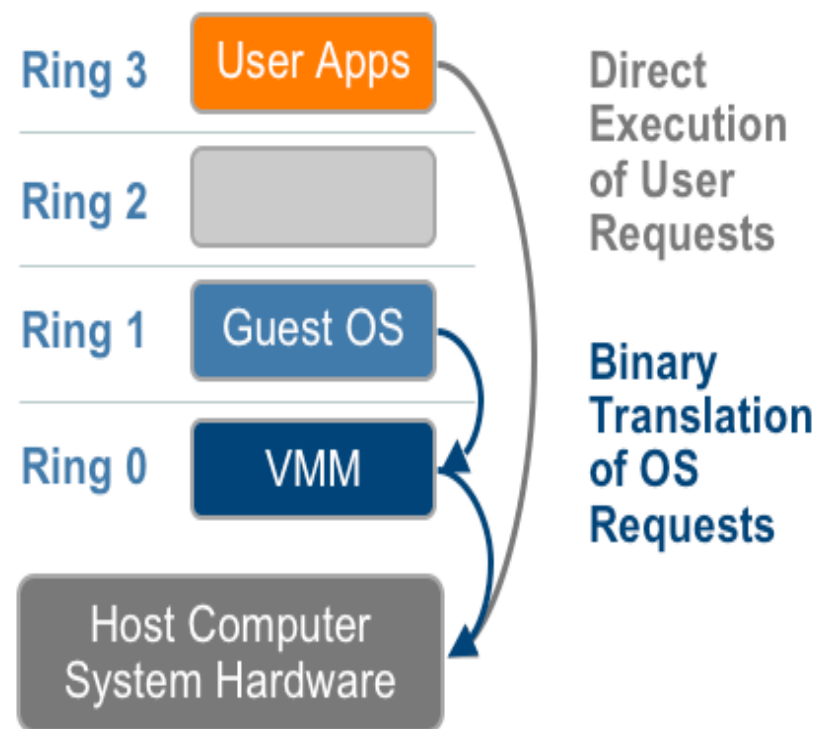 Ring 3
User Apps
Direct
Execution
of User
Requests
Ring 2
Ring 1
Guest OS
Binary
Translation
of OS
Requests
Ring 0
VMM
Host Computer
System Hardware